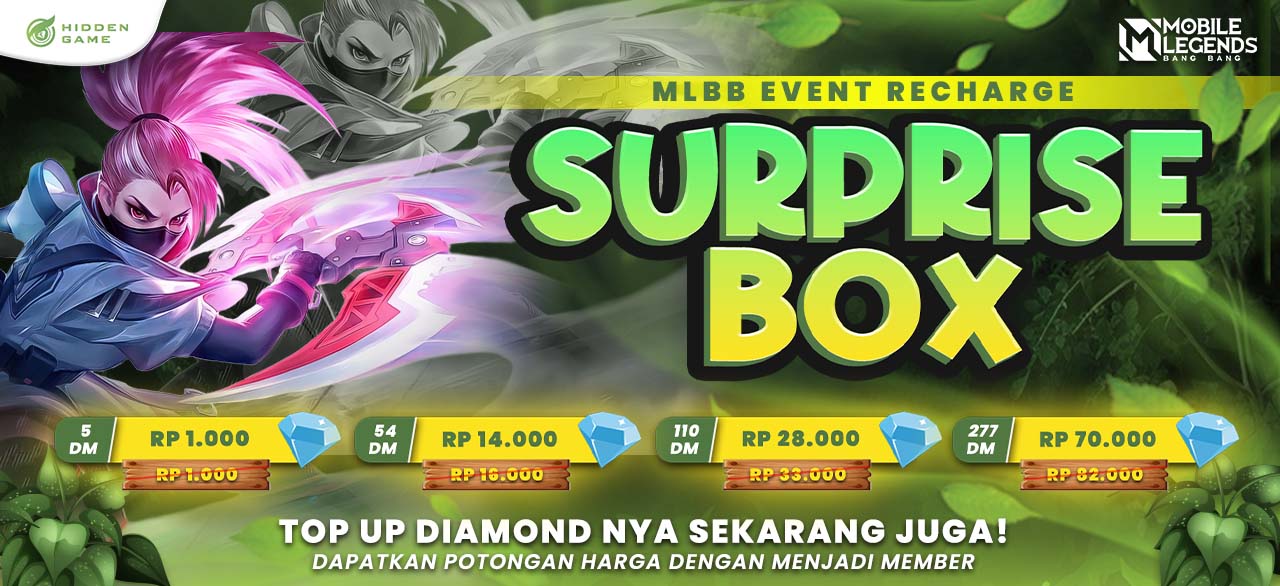 HIDDEN
GAME
MOBILE
LEGENDS
BANG BANG
MLBB EVENT RECHARGE
SURPRISE
BOX
5
DM
RP 1.000
RP 1.000
54
DM
RP 14.000
RP 16.000
110
DM
RP 28.000
RP 33.000
277
DM
RP 70.000
RP 82.000
TOP UP DIAMOND NYA SEKARANG JUGA!
DAPATKAN POTONGAN HARGA DENGAN MENJADI MEMBER